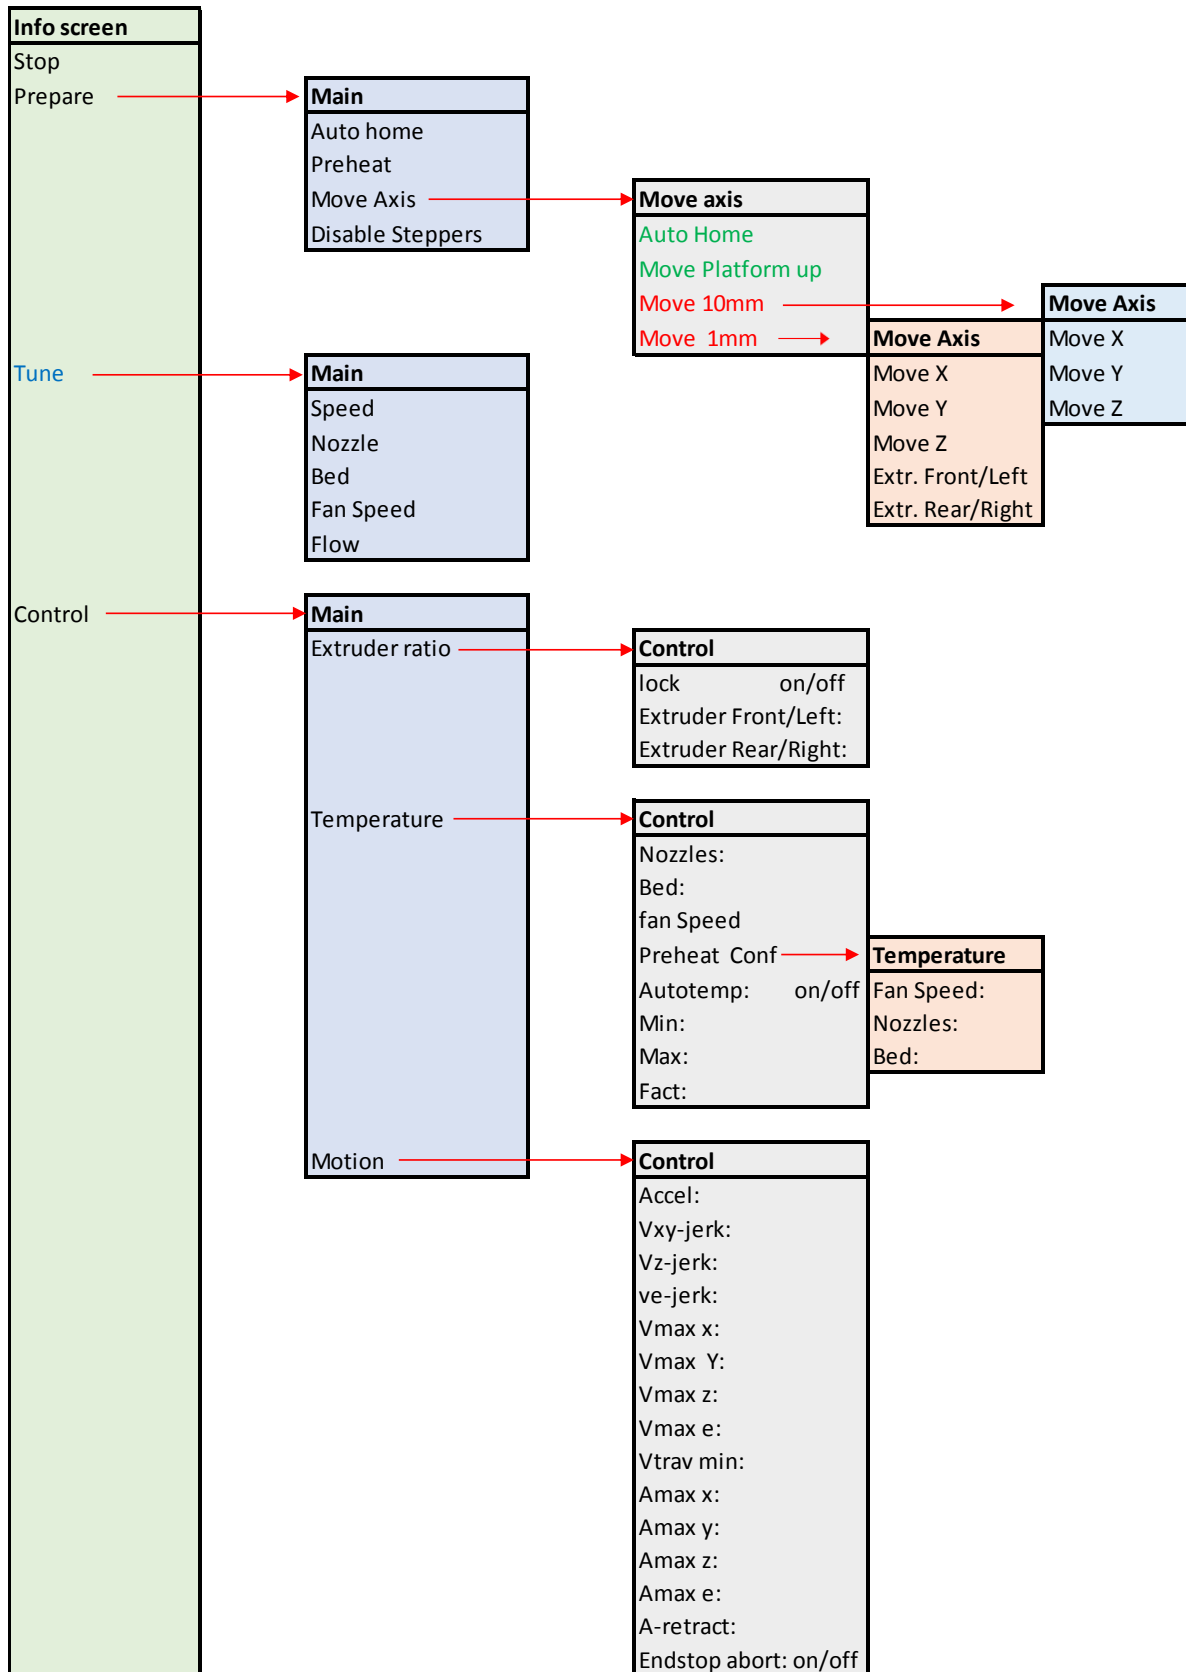 Info screen
Stop
Prepare
Main
Auto home
Preheat
Move Axis
Disable Steppers
Move axis
Auto Home
Move Platform up
Move 10mm
Move 1mm
Move Axis
Move X
Move Y
Move Z
Extr. Front/Left
Extr. Rear/Right
Move Axis
Move X
Move Y
Move Z
Tune
Main
Speed
Nozzle
Bed
Fan Speed
Flow
Control
Main
Extruder ratio
Control
lock on/off
Extruder Front/Left:
Extruder Rear/Right:
Temperature
Control
Nozzles:
Bed:
fan Speed
Preheat Conf
Autotemp: on/off
Min:
Max:
Fact:
Temperature
Fan Speed:
Nozzles:
Bed:
Motion
Control
Accel:
Vxy-jerk:
Vz-jerk:
ve-jerk:
Vmax x:
Vmax Y:
Vmax z:
Vmax e:
Vtrav min:
Amax x:
Amax y:
Amax z:
Amax e:
A-retract:
Endstop abort: on/off